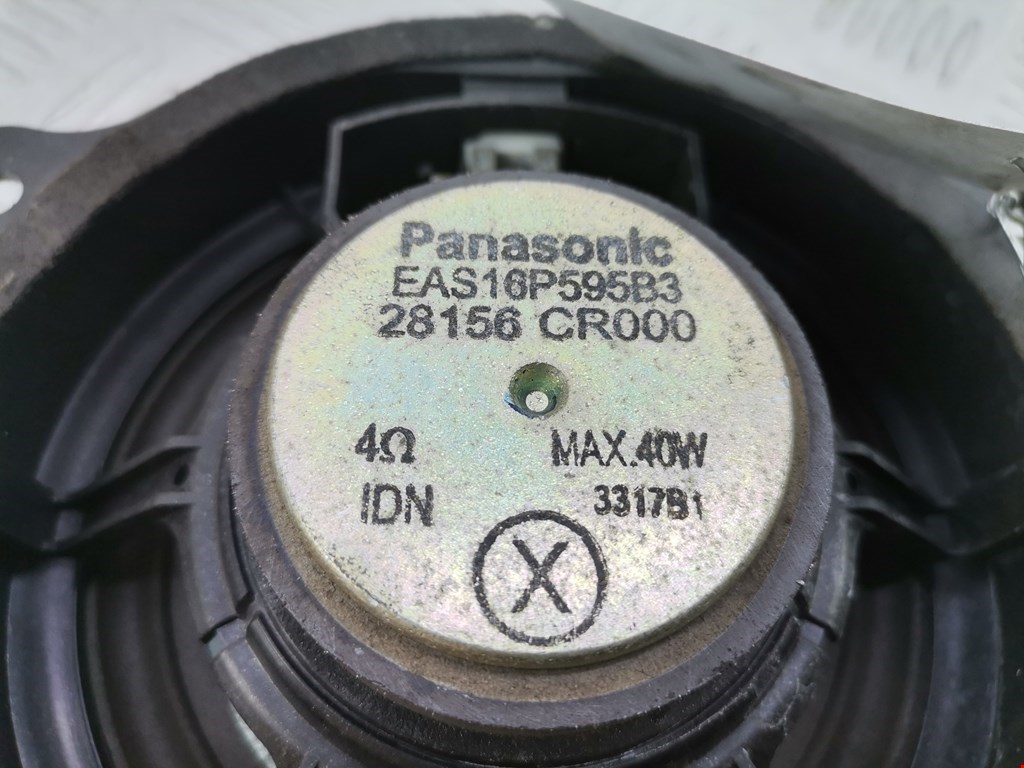 Panasonic
EAS16P595B3
28156 CR000
4Ω MAX.40W
IDN 3317B1
X